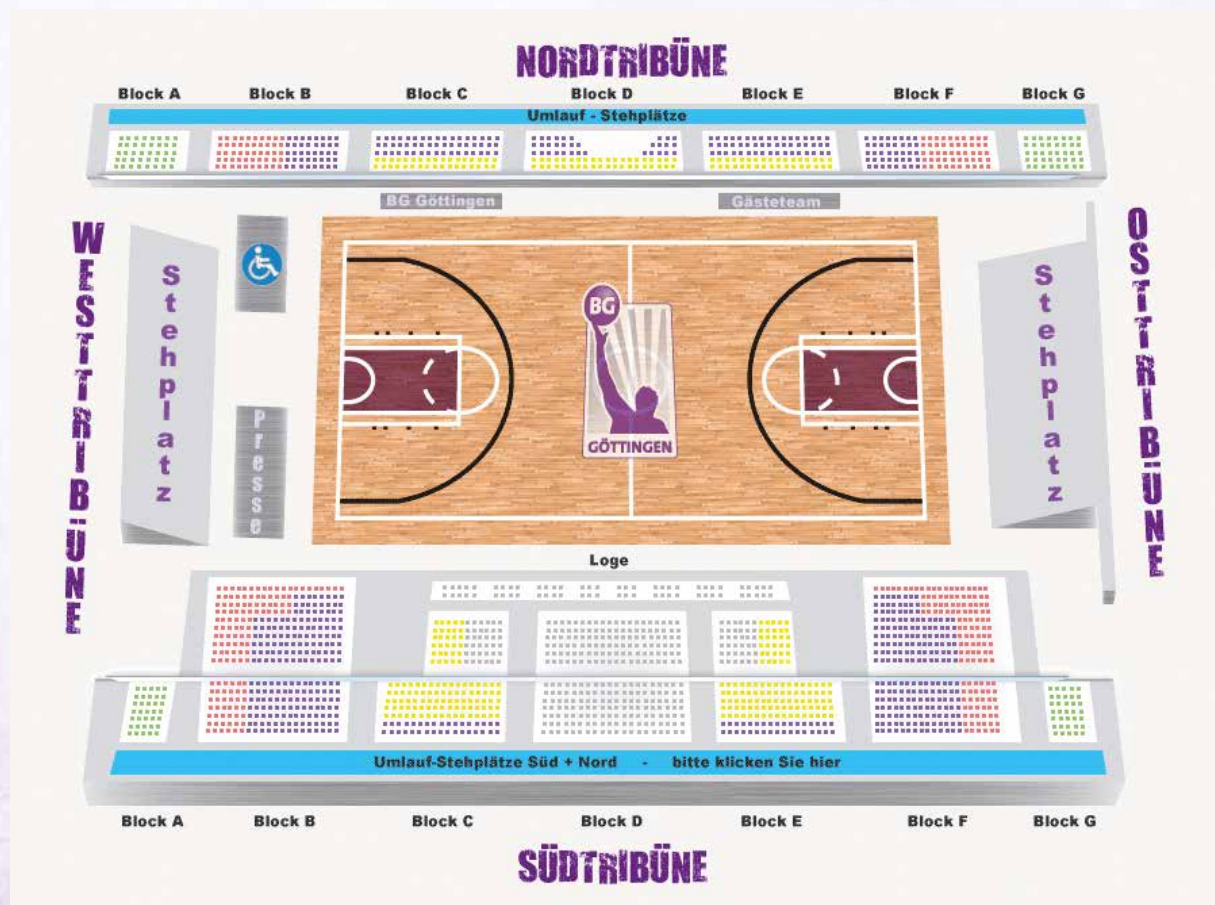 NORDTRIBÜNE
Block A Block B Block C Block D Block E Block F Block G
Umlauf - Stehplätze
BG Göttingen Gästeteam
WESTTRIBÜNE
Stehplatz
Presse
BG
GÖTTINGEN
Stehplatz
OSTTRIBÜNE
Loge
Umlauf-Stehplätze Süd + Nord - bitte klicken Sie hier
Block A Block B Block C Block D Block E Block F Block G
SÜDTRIBÜNE